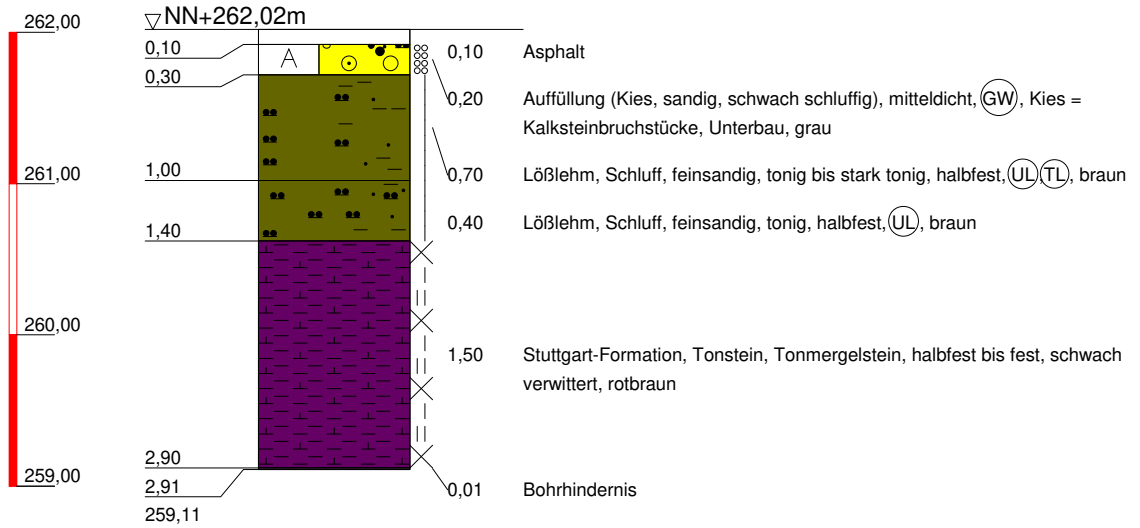 262,00
NN+262,02m
0,10
A
0,10 Asphalt
0,30
0,20 Auffüllung (Kies, sandig, schwach schluffig), mitteldicht, GW, Kies =
Kalksteinbruchstücke, Unterbau, grau
1,00
261,00
0,70 Lößlehm, Schluff, feinsandig, tonig bis stark tonig, halbfest, UL, TL, braun
1,40
0,40 Lößlehm, Schluff, feinsandig, tonig, halbfest, UL, braun
260,00
1,50 Stuttgart-Formation, Tonstein, Tonmergelstein, halbfest bis fest, schwach
verwittert, rotbraun
2,90
259,00
2,91
0,01 Bohrhindernis
259,11